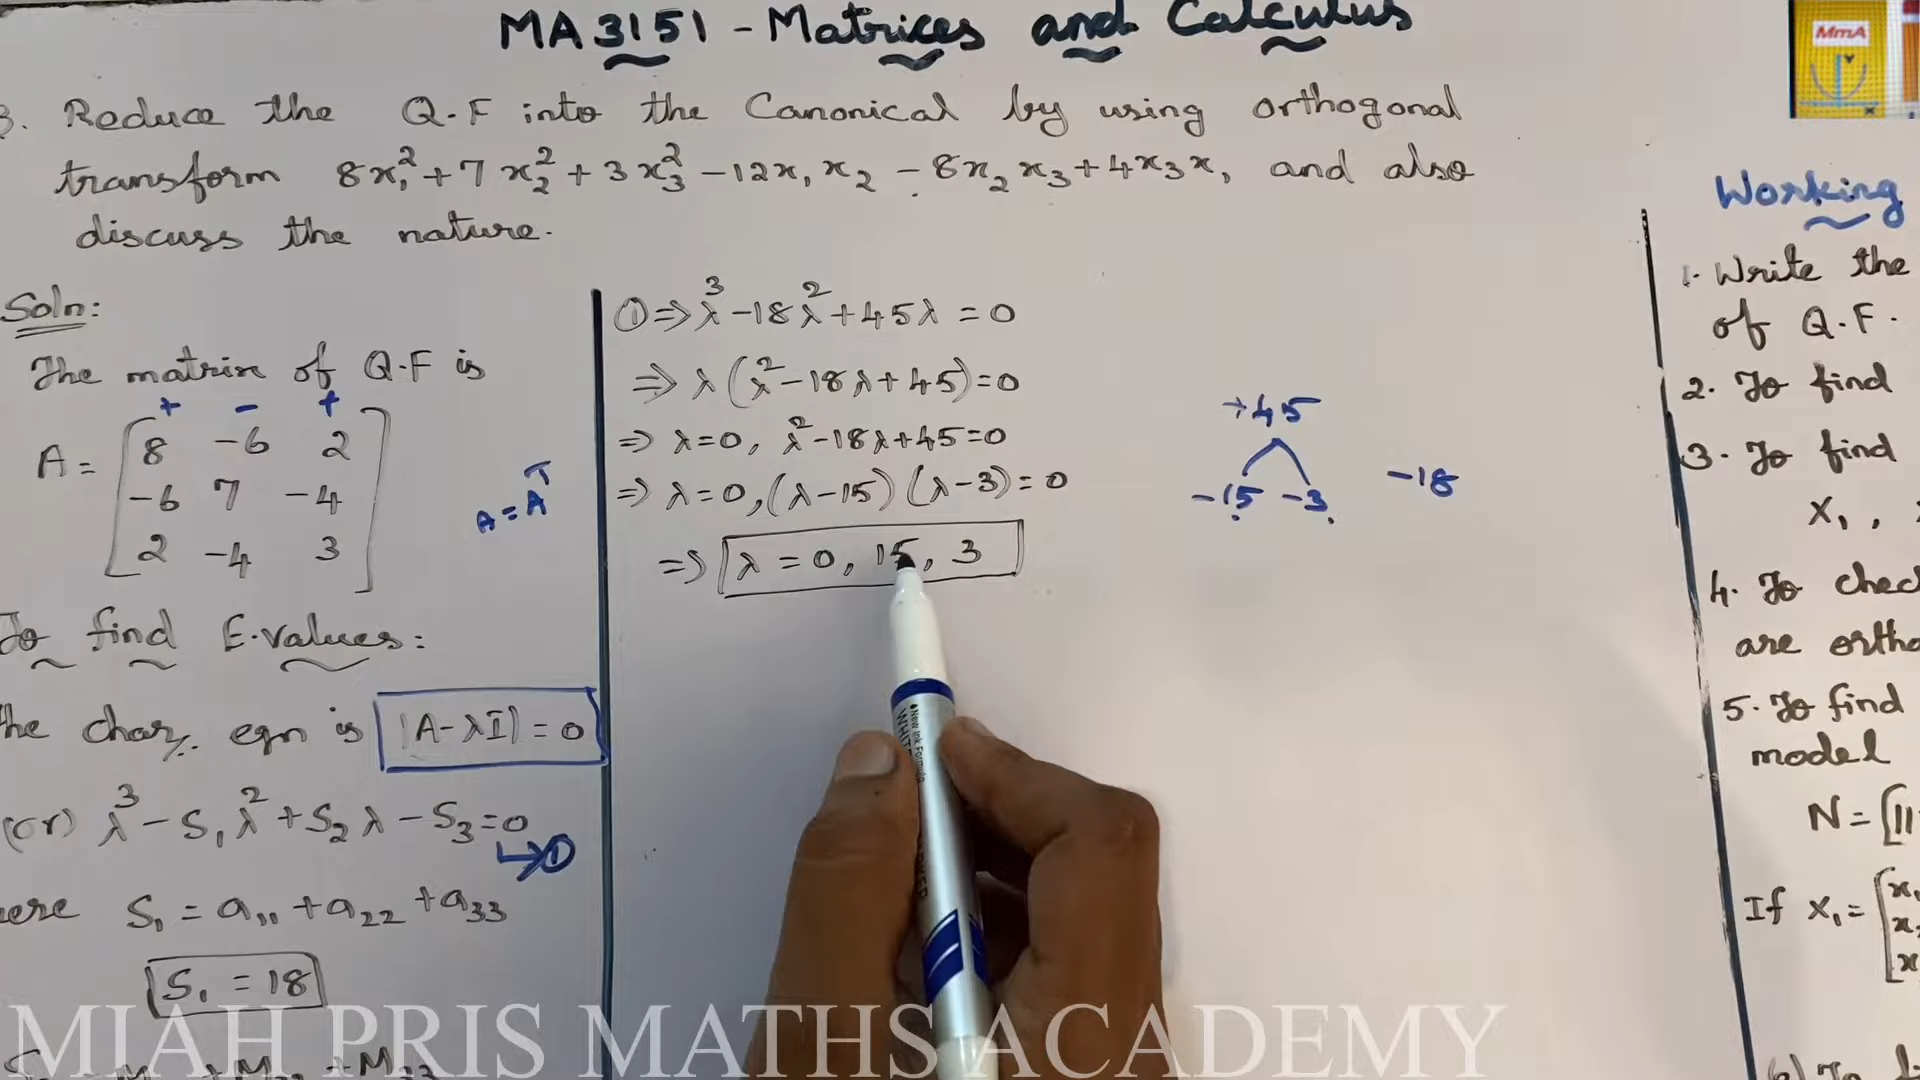 MA3151 - Matrices and Calculus
MmA
3. Reduce the Q.F into the Canonical by using orthogonal
transform 8x₁² + 7x₂² + 3x₃² - 12x₁x₂ - 8x₂x₃ + 4x₃x₁ and also
discuss the nature.
Soln:
The matrix of Q.F is
+ - +
A = [8 -6 2
-6 7 -4
2 -4 3]
A = Aᵀ
To find E.values:
The char. eqn is |A-λI| = 0
(or) λ³ - S₁λ² + S₂λ - S₃ = 0
→ ①
S₁ = a₁₁ + a₂₂ + a₃₃
S₁ = 18
① ⇒ λ³ - 18λ² + 45λ = 0
⇒ λ(λ² - 18λ + 45) = 0
⇒ λ=0, λ² - 18λ + 45 = 0
⇒ λ=0, (λ-15)(λ-3) = 0
⇒ λ = 0, 15, 3
+45
-15 -3 -18
Working
1. Write the
of Q.F.
2. To find
3. To find
X₁,
4. To check
are
5. To find
model
N =
If X₁ =
MIAH PRIS MATHS ACADEMY